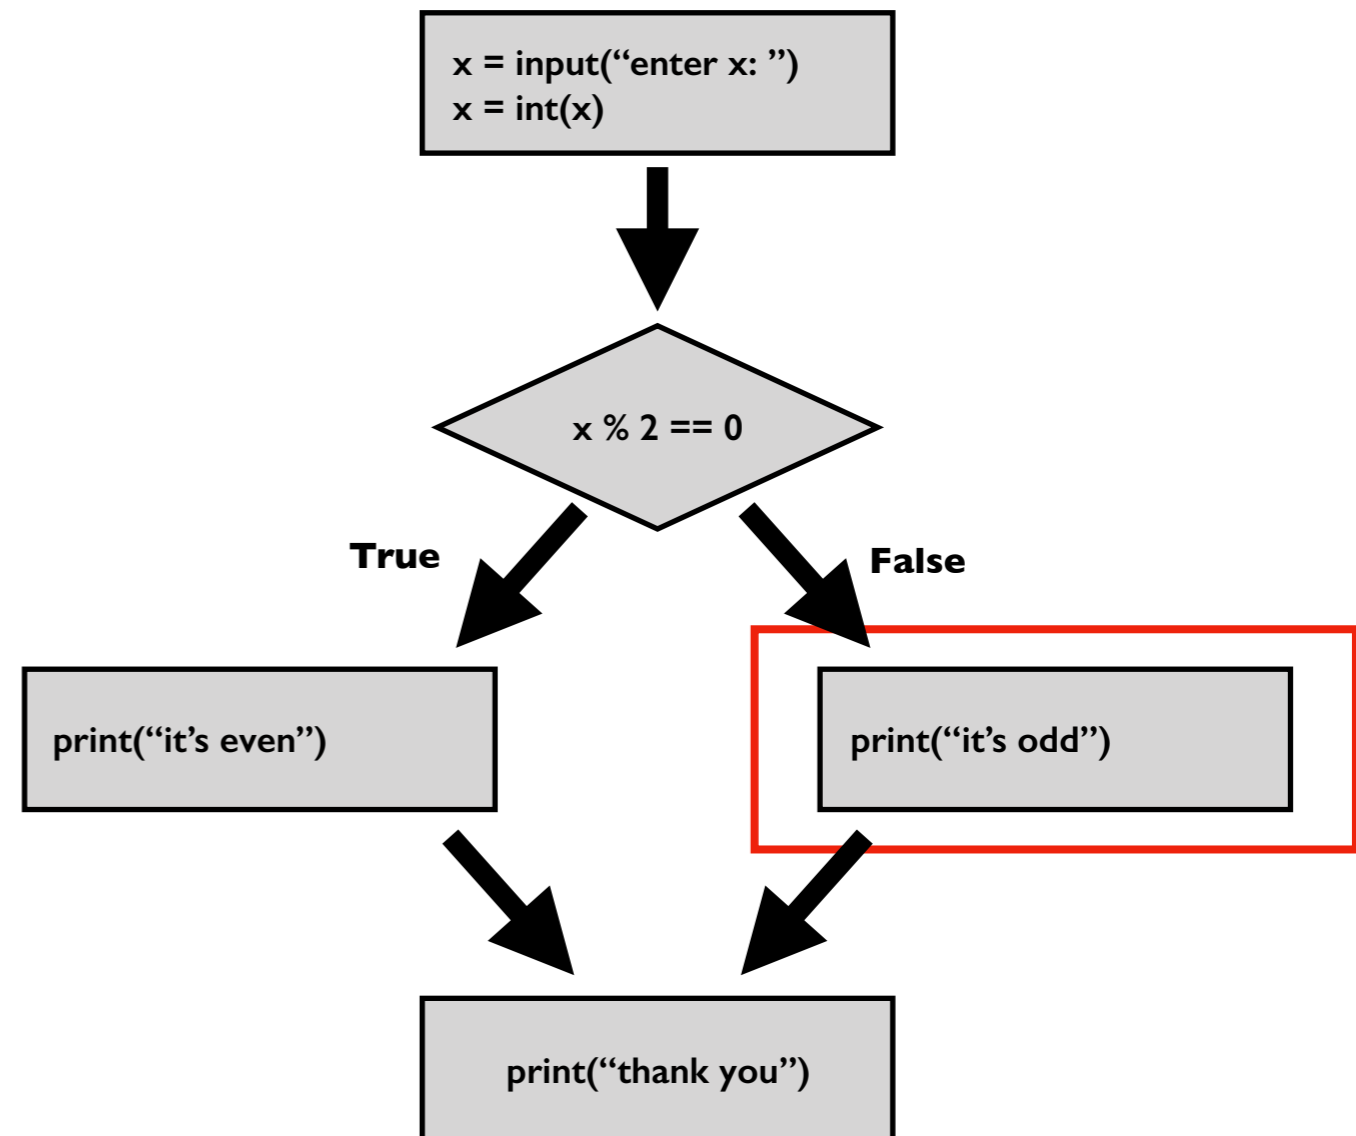 x = input(“enter x: ”)
x = int(x)
x % 2 == 0
True
False
print(“it’s even”)
print(“it’s odd”)
print(“thank you”)